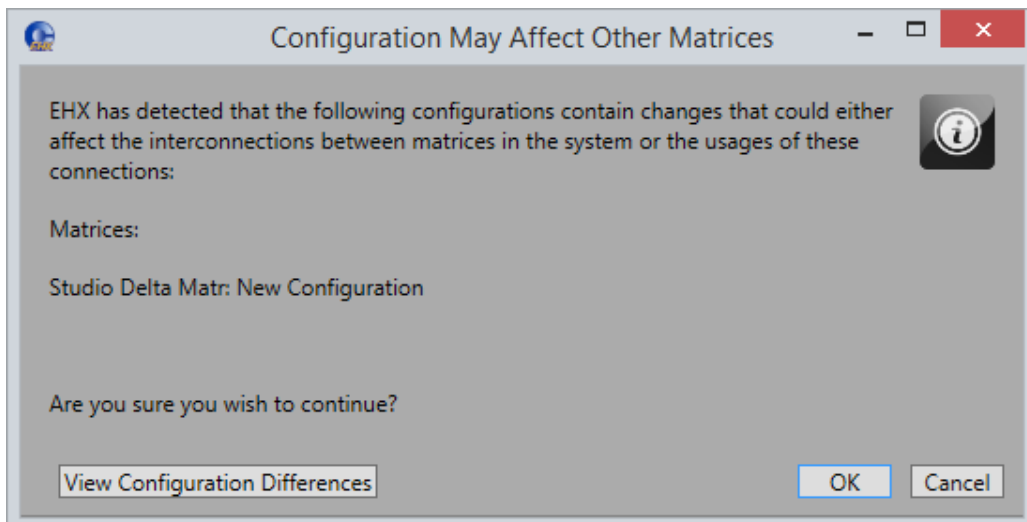 Configuration May Affect Other Matrices
EHX has detected that the following configurations contain changes that could either
affect the interconnections between matrices in the system or the usages of these
connections:
Matrices:
Studio Delta Matr: New Configuration
Are you sure you wish to continue?
View Configuration Differences
OK
Cancel